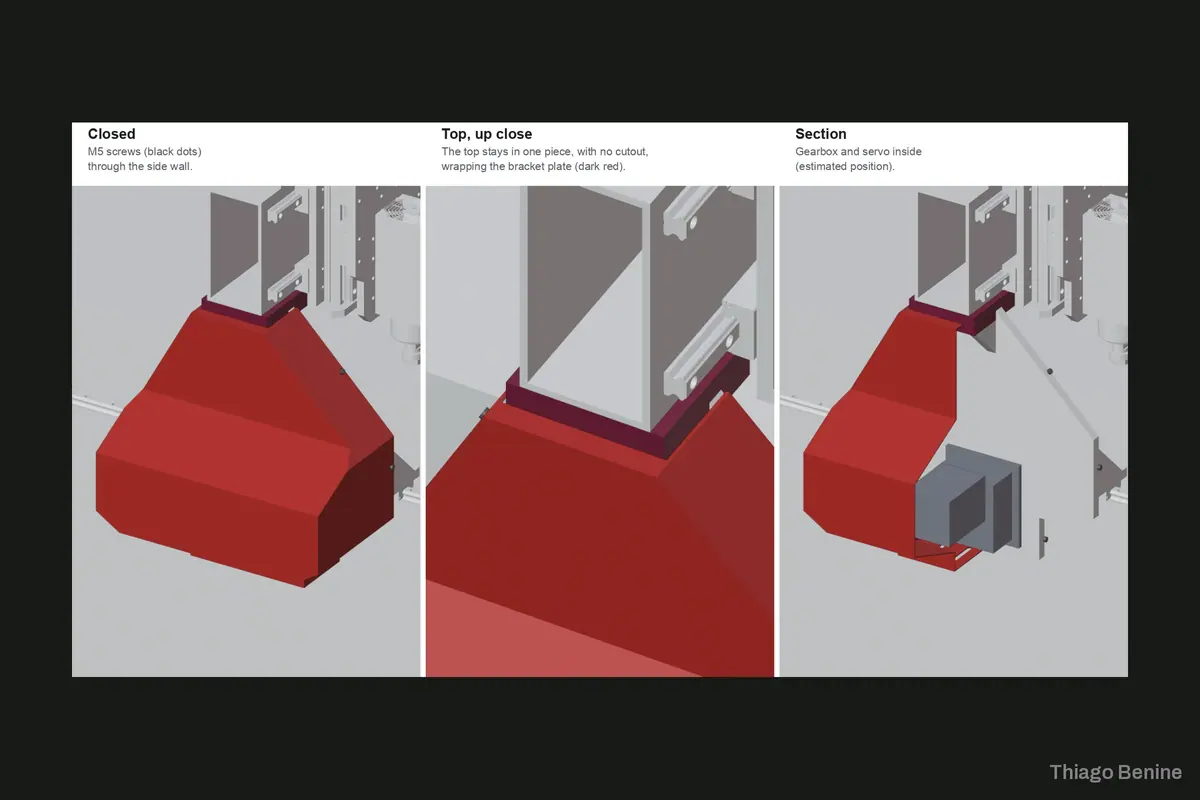 Closed
M5 screws (black dots)
through the side wall.
Top, up close
The top stays in one piece, with no cutout,
wrapping the bracket plate (dark red).
Section
Gearbox and servo inside
(estimated position).
Thiago Benine